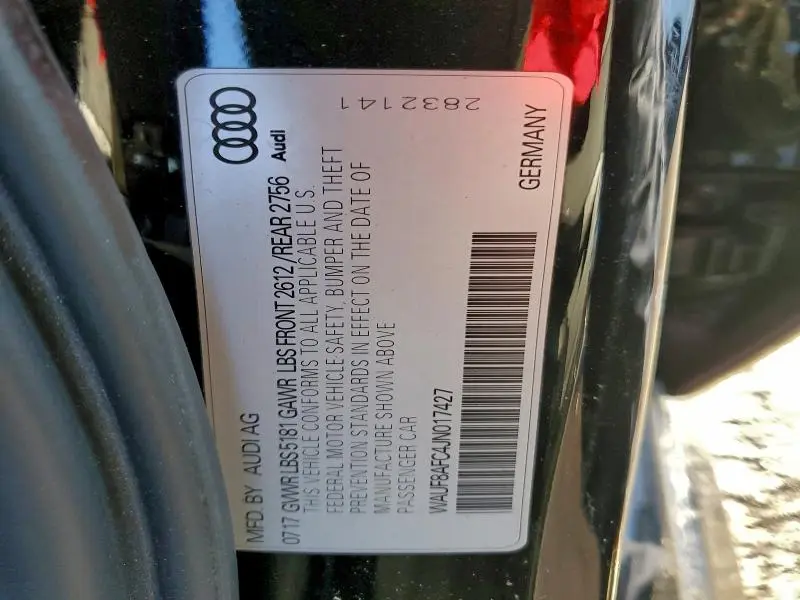 MFD. BY AUDI AG
07 17 GVWR LBS 5181 GAWR LBS FRONT 2612 /REAR 2756
THIS VEHICLE CONFORMS TO ALL APPLICABLE U.S.
FEDERAL MOTOR VEHICLE SAFETY, BUMPER AND THEFT
PREVENTION STANDARDS IN EFFECT ON THE DATE OF
MANUFACTURE SHOWN ABOVE
PASSENGER CAR
WAUF8AFC4JN017427
Audi
2832141
GERMANY